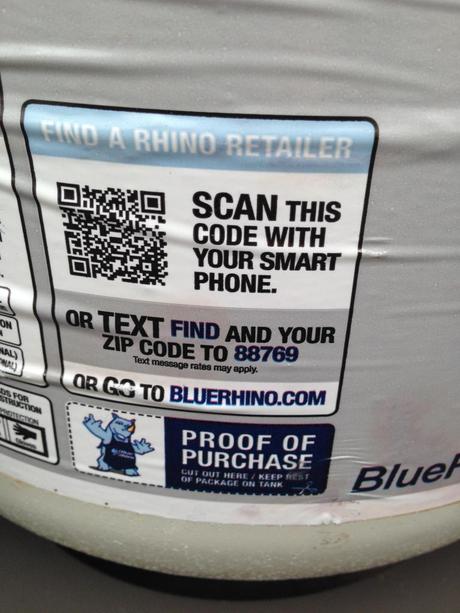 FIND A RHINO RETAILER
SCAN THIS
CODE WITH
YOUR SMART
PHONE.
OR TEXT FIND AND YOUR
ZIP CODE TO 88769
Text message rates may apply.
OR GO TO BLUERHINO.COM
PROOF OF
PURCHASE
CUT OUT HERE / KEEP REST
OF PACKAGE ON TANK